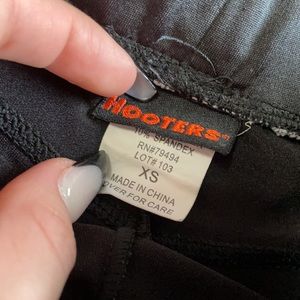 HOOTERS
10% SPANDEX
RN#79494
LOT# 103
XS
MADE IN CHINA
OVER FOR CARE